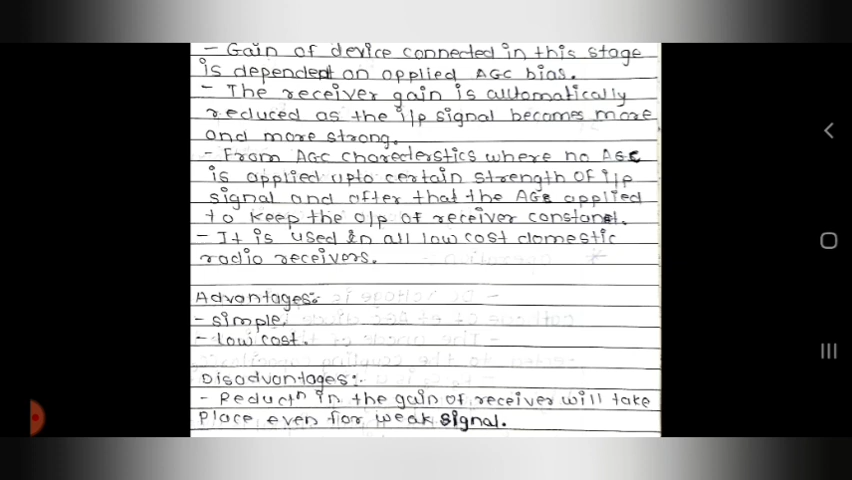 - Gain of device connected in this stage
is dependent on applied AGC bias.
- The receiver gain is automatically
reduced as the i/p signal becomes more
and more strong.
- From AGC charecterstics where no AGC
is applied upto certain strength of i/p
signal and after that the AGC applied
to keep the o/p of receiver constant.
- It is used in all low cost domestic
radio receivers.
Advantages:-
- simple,
- low cost.
Disadvantages:-
- Reductn in the gain of receiver will take
place even for weak signal.